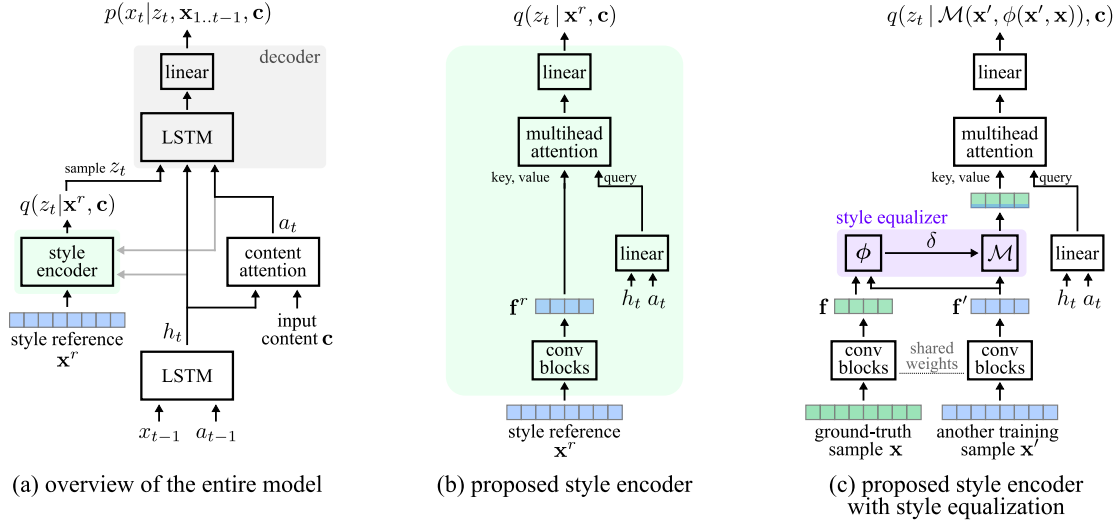 p(x_t|z_t, x_{1..t−1}, c)
linear
decoder
LSTM
sample z_t
q(z_t|x^r, c)
a_t
style
encoder
content
attention
style reference
x^r
h_t
input
content c
LSTM
x_{t−1}
a_{t−1}
(a) overview of the entire model
q(z_t | x^r, c)
linear
multihead
attention
key, value
query
linear
h_t
a_t
f^r
conv
blocks
style reference
x^r
(b) proposed style encoder
q(z_t | M(x′, ϕ(x′, x)), c)
linear
multihead
attention
key, value
query
style equalizer
ϕ
δ
M
linear
h_t
a_t
f
f′
conv
blocks
shared
weights
conv
blocks
ground-truth
sample x
another training
sample x′
(c) proposed style encoder
with style equalization